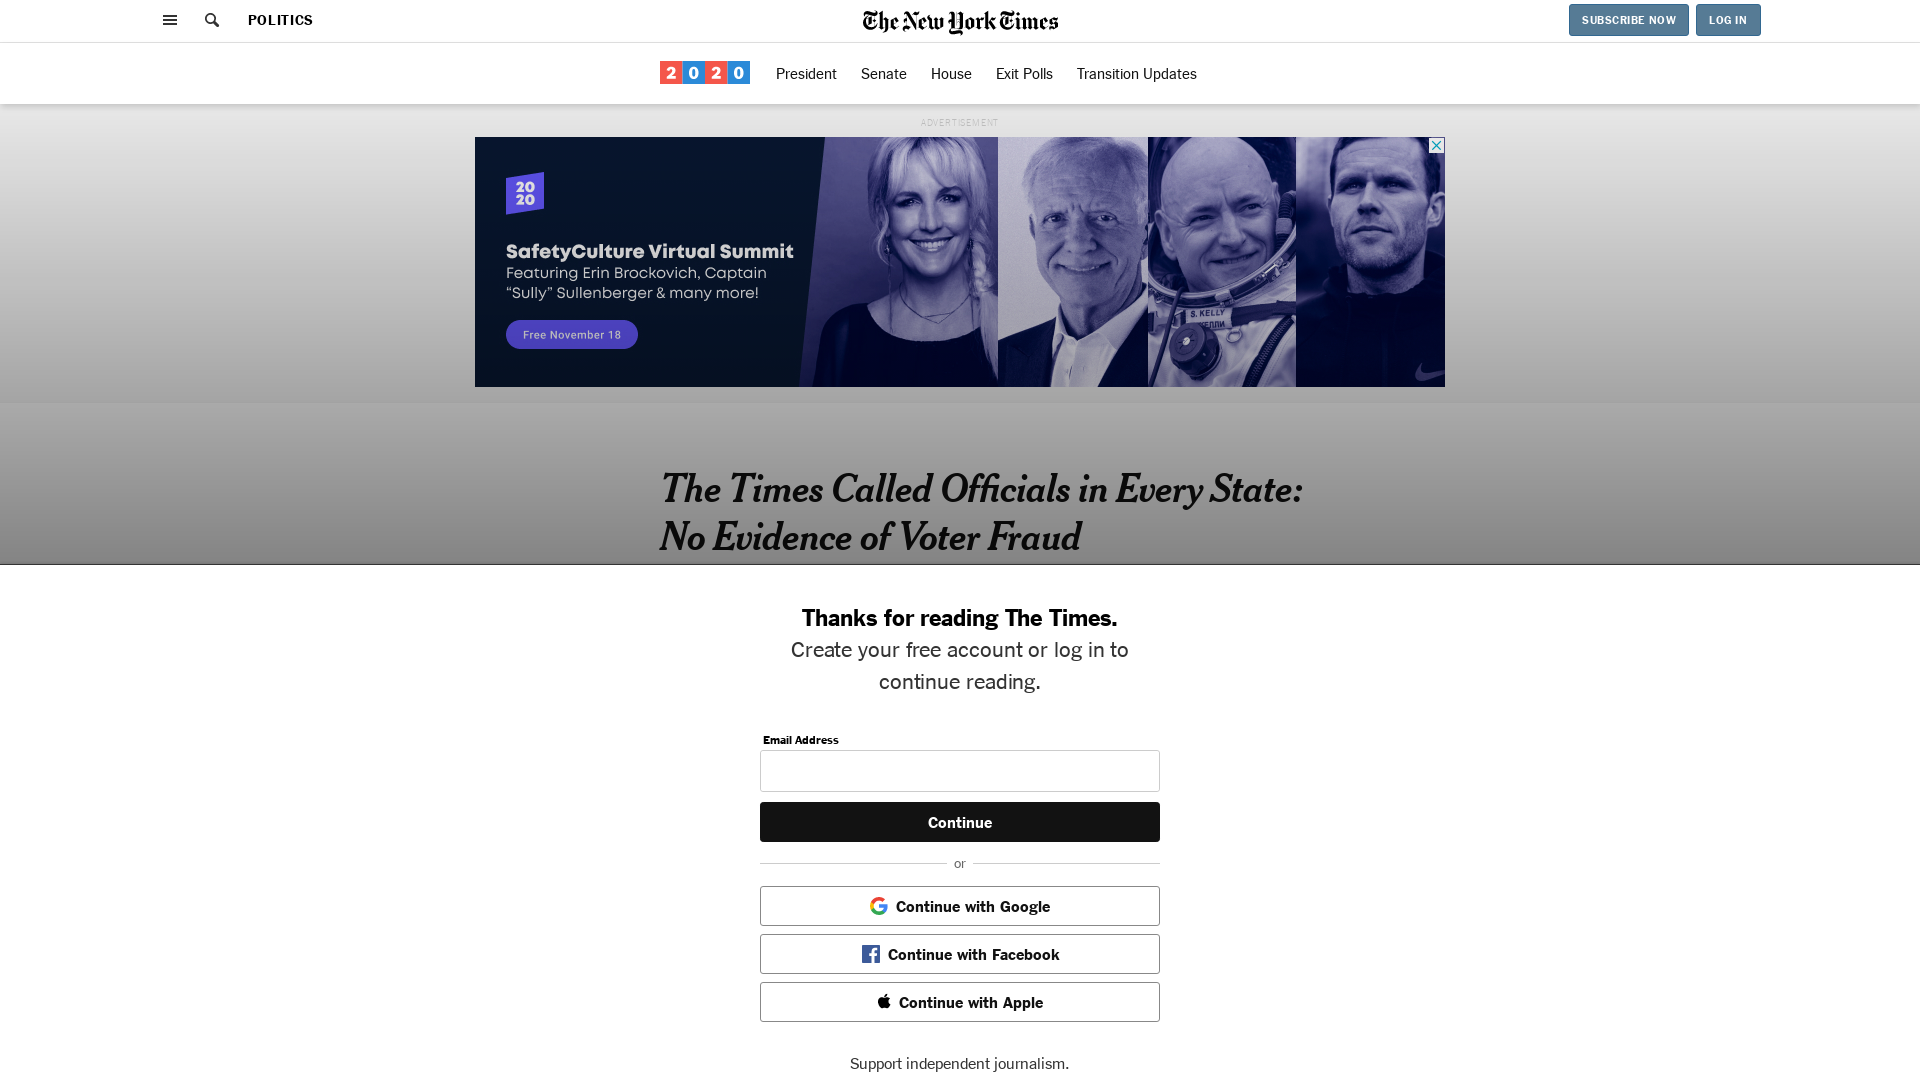 POLITICS
The New York Times
SUBSCRIBE NOW
LOG IN
2020
President
Senate
House
Exit Polls
Transition Updates
ADVERTISEMENT
20
20
SafetyCulture Virtual Summit
Featuring Erin Brockovich, Captain
“Sully” Sullenberger & many more!
Free November 18
S. KELLY
The Times Called Officials in Every State:
No Evidence of Voter Fraud
Thanks for reading The Times.
Create your free account or log in to
continue reading.
Email Address
Continue
or
Continue with Google
Continue with Facebook
Continue with Apple
Support independent journalism.